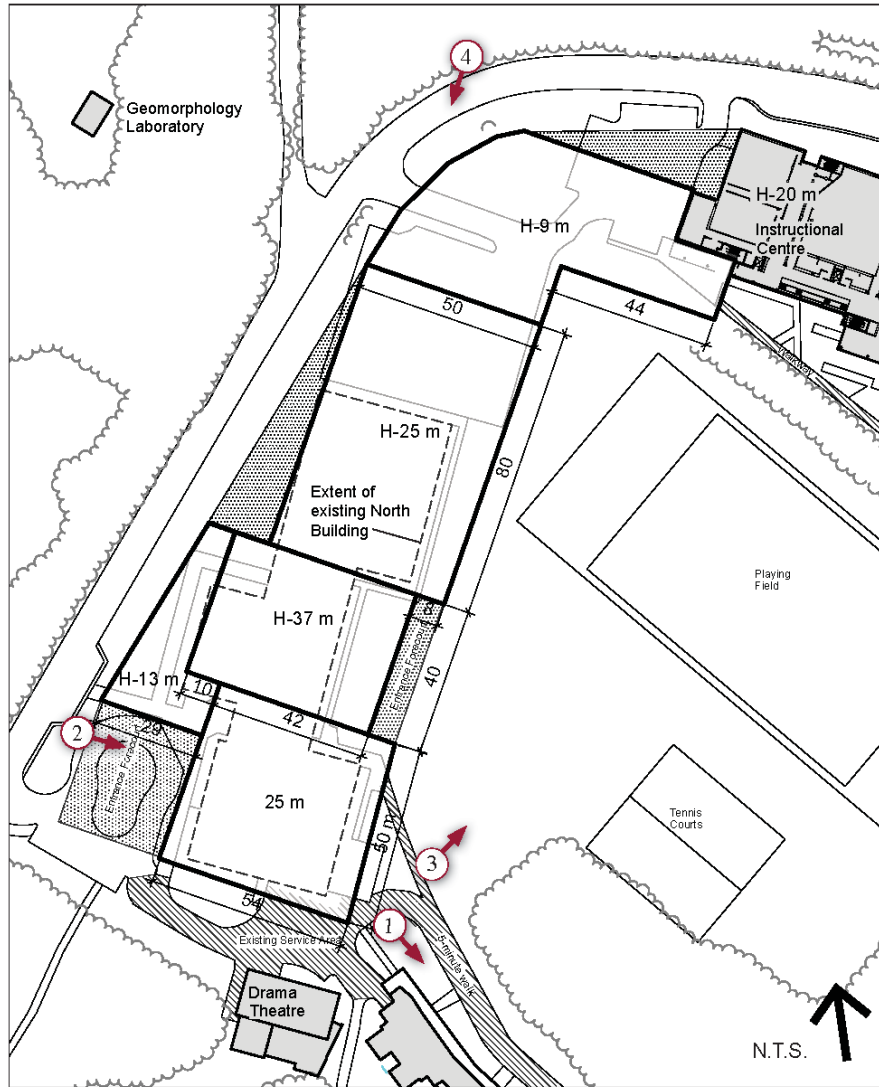 4
Geomorphology
Laboratory
H-20 m
Instructional
Centre
H-9 m
50
44
Walkway
H-25 m
80
Extent of
existing North
Building
Playing
Field
H-37 m
8
Entrance Forecourt
40
H-13 m
10
2
29
42
Entrance Forecourt
25 m
50 m
Tennis
Courts
3
54
1
Existing Service Area
5-minute walk
Drama
Theatre
N.T.S.